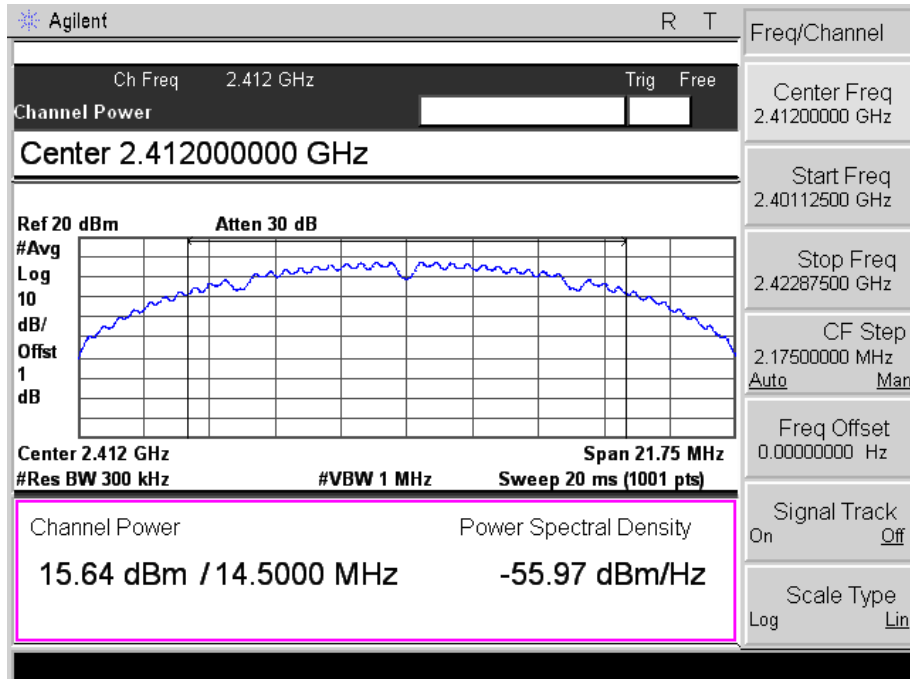 Agilent R T
Ch Freq 2.412 GHz Trig Free
Channel Power
Center 2.412000000 GHz
Ref 20 dBm Atten 30 dB
#Avg
Log
10
dB/
Offst
1
dB
Center 2.412 GHz Span 21.75 MHz
#Res BW 300 kHz #VBW 1 MHz Sweep 20 ms (1001 pts)
Channel Power Power Spectral Density
15.64 dBm / 14.5000 MHz -55.97 dBm/Hz
Freq/Channel
Center Freq
2.41200000 GHz
Start Freq
2.40112500 GHz
Stop Freq
2.42287500 GHz
CF Step
2.17500000 MHz
Auto Man
Freq Offset
0.00000000 Hz
Signal Track
On Off
Scale Type
Log Lin